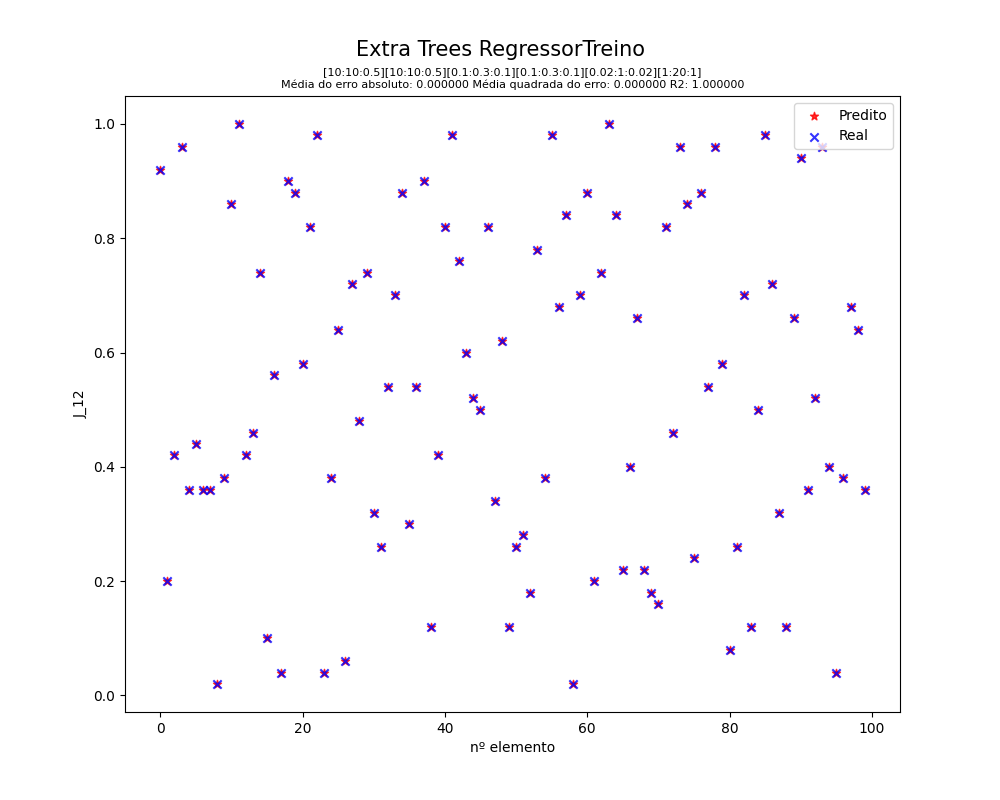 Extra Trees RegressorTreino
[10:10:0.5][10:10:0.5][0.1:0.3:0.1][0.1:0.3:0.1][0.02:1:0.02][1:20:1]
Média do erro absoluto: 0.000000 Média quadrada do erro: 0.000000 R2: 1.000000
Predito
Real
1.0
0.8
0.6
0.4
0.2
0.0
J_12
0 20 40 60 80 100
nº elemento